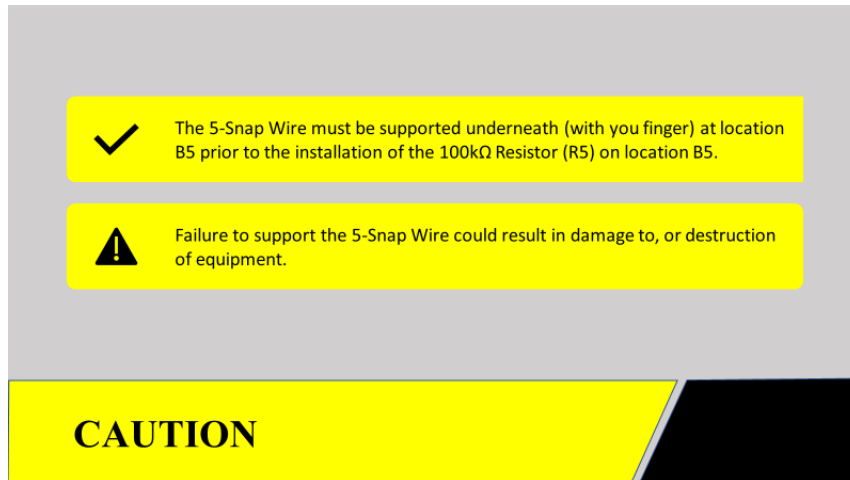 The 5-Snap Wire must be supported underneath (with you finger) at location
B5 prior to the installation of the 100kΩ Resistor (R5) on location B5.
Failure to support the 5-Snap Wire could result in damage to, or destruction
of equipment.
CAUTION